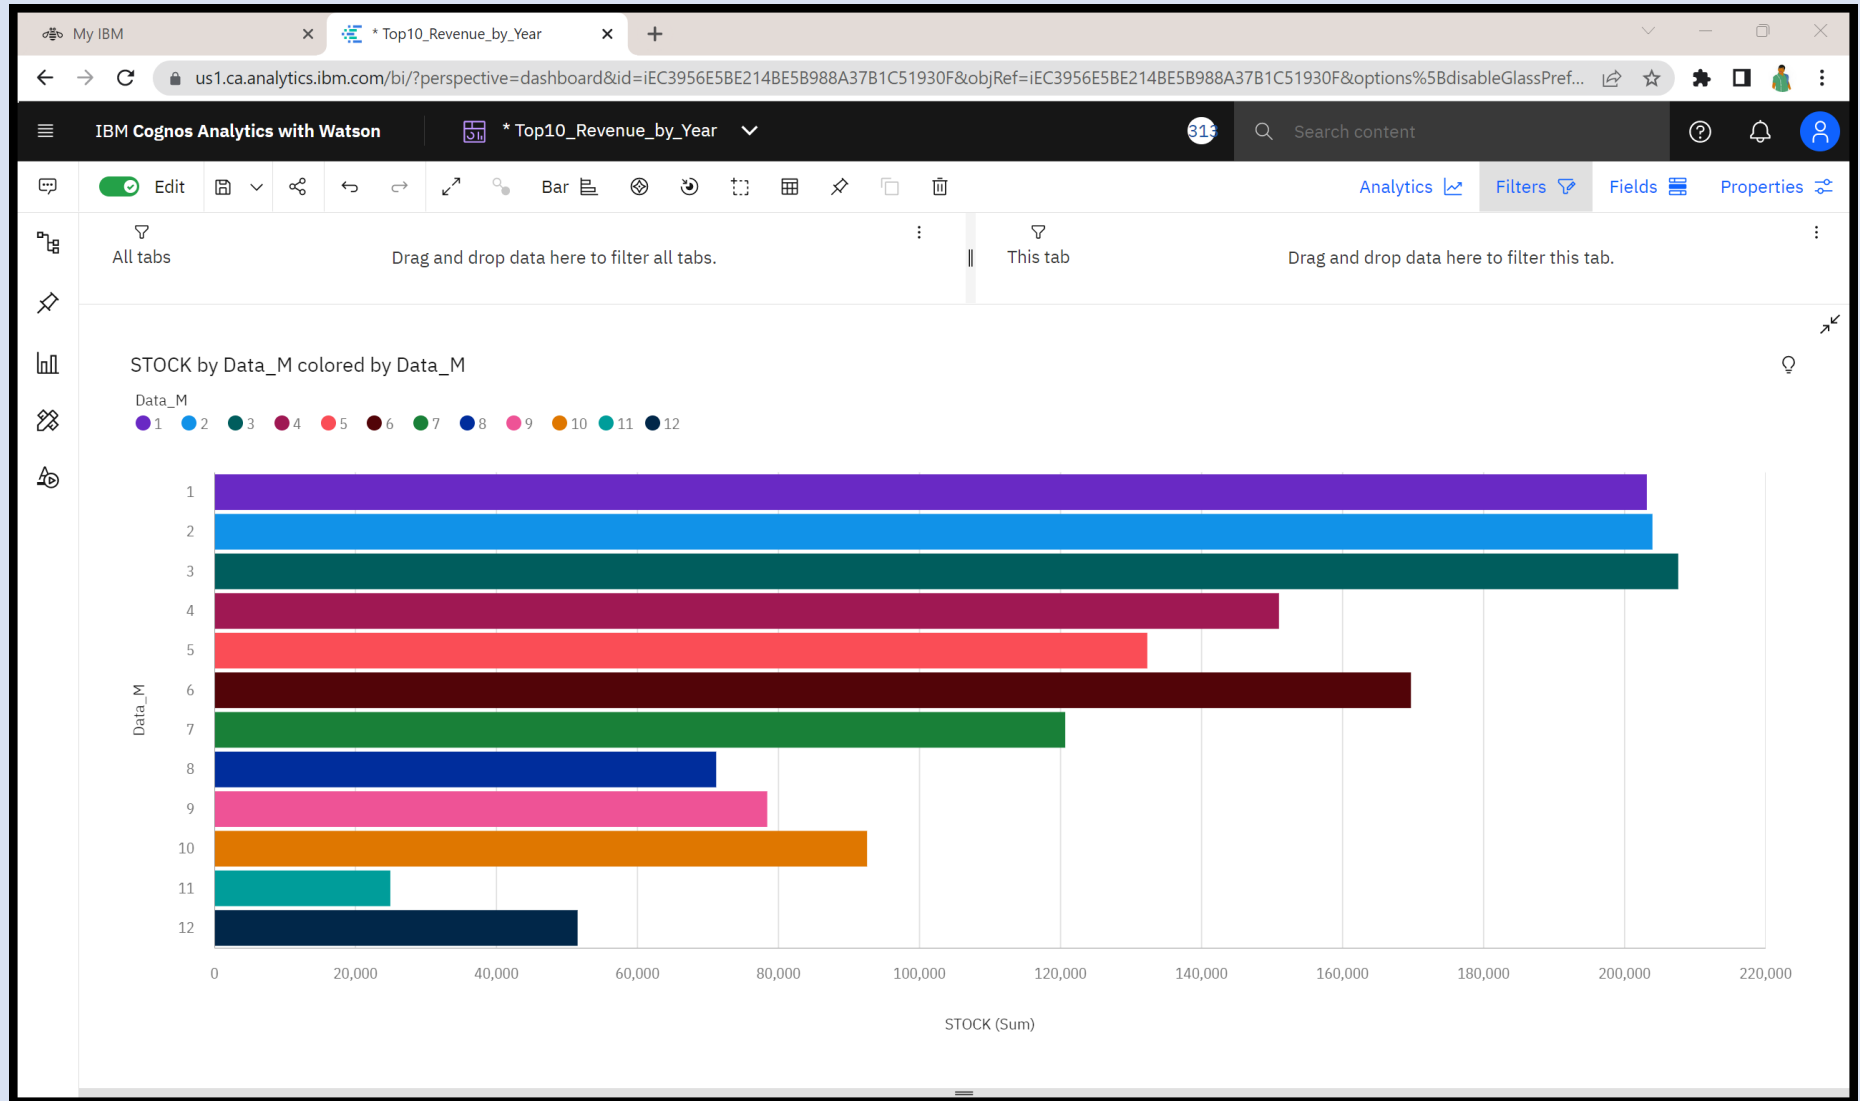 My IBM
* Top10_Revenue_by_Year
us1.ca.analytics.ibm.com/bi/?perspective=dashboard&id=iEC3956E5BE214BE5B988A37B1C51930F&objRef=iEC3956E5BE214BE5B988A37B1C51930F&options%5BdisableGlassPref...
IBM Cognos Analytics with Watson
* Top10_Revenue_by_Year
313
Search content
Edit
Bar
Analytics
Filters
Fields
Properties
All tabs
Drag and drop data here to filter all tabs.
This tab
Drag and drop data here to filter this tab.
STOCK by Data_M colored by Data_M
Data_M
1 2 3 4 5 6 7 8 9 10 11 12
1
2
3
4
5
6
7
8
9
10
11
12
Data_M
0 20,000 40,000 60,000 80,000 100,000 120,000 140,000 160,000 180,000 200,000 220,000
STOCK (Sum)